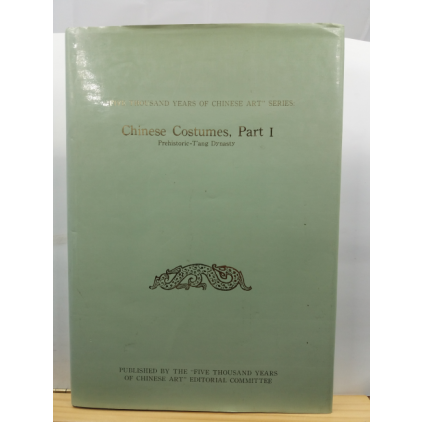 "FIVE THOUSAND YEARS OF CHINESE ART" SERIES
Chinese Costumes, Part I
Prehistoric-T'ang Dynasty
PUBLISHED BY THE "FIVE THOUSAND YEARS
OF CHINESE ART" EDITORIAL COMMITTEE